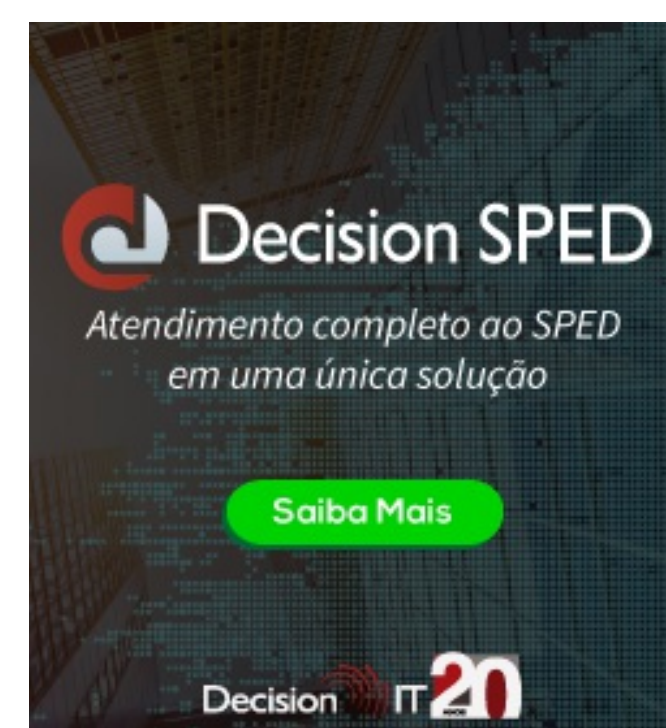 Decision SPED
Atendimento completo ao SPED
em uma única solução
Saiba Mais
Decision IT 20